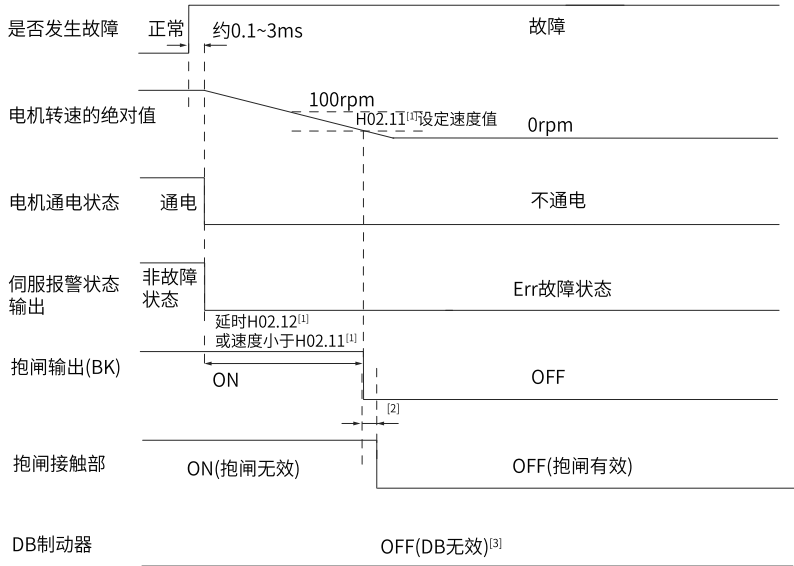 是否发生故障
正常
约0.1~3ms
故障
电机转速的绝对值
100rpm
H02.11[1]设定速度值
0rpm
电机通电状态
通电
不通电
伺服报警状态
输出
非故障
状态
Err故障状态
延时H02.12[1]
或速度小于H02.11[1]
抱闸输出(BK)
ON
OFF
[2]
抱闸接触部
ON(抱闸无效)
OFF(抱闸有效)
DB制动器
OFF(DB无效)[3]